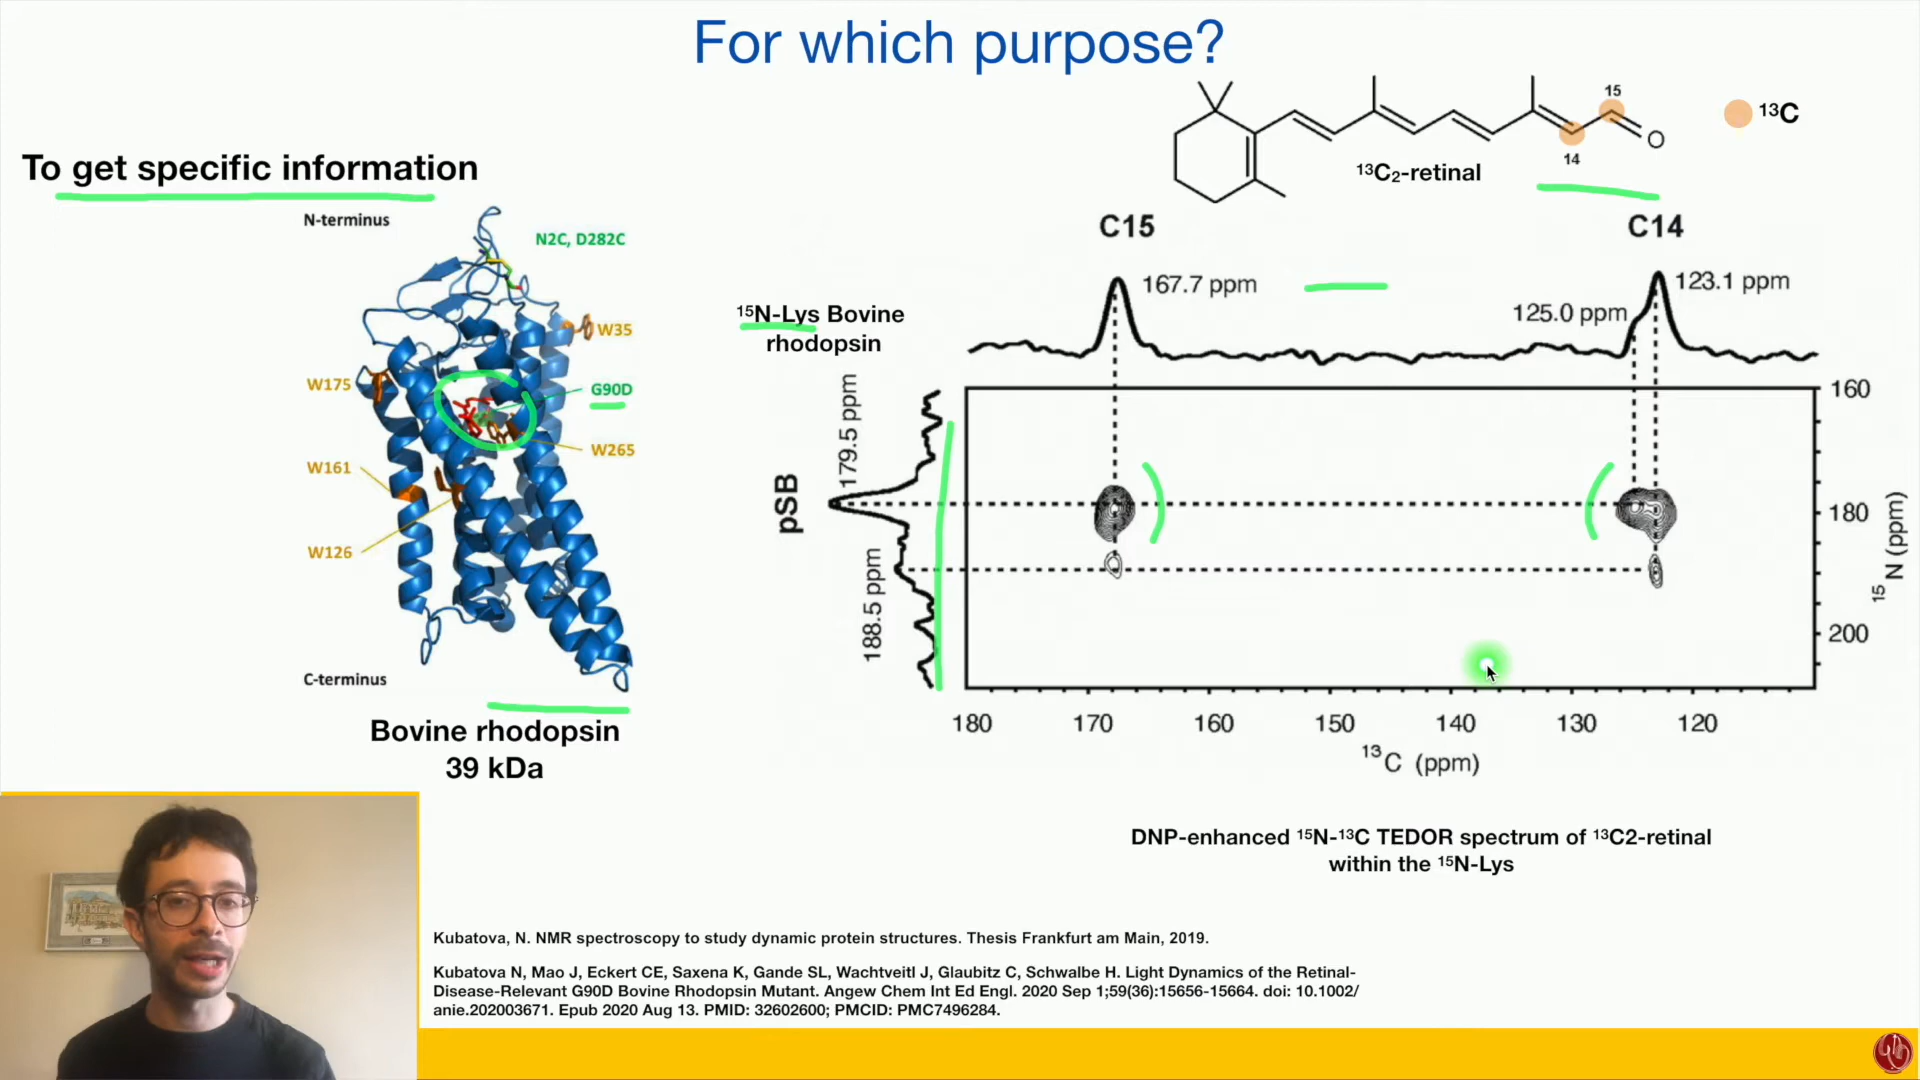 For which purpose?
To get specific information
N-terminus
N2C, D282C
W35
W175
G90D
W265
W161
W126
C-terminus
Bovine rhodopsin
39 kDa
15
14
O
¹³C
¹³C₂-retinal
C15
C14
167.7 ppm
123.1 ppm
125.0 ppm
¹⁵N-Lys Bovine
rhodopsin
pSB
179.5 ppm
188.5 ppm
160
180
200
¹⁵N (ppm)
180 170 160 150 140 130 120
¹³C (ppm)
DNP-enhanced ¹⁵N-¹³C TEDOR spectrum of ¹³C2-retinal
within the ¹⁵N-Lys
Kubatova, N. NMR spectroscopy to study dynamic protein structures. Thesis Frankfurt am Main, 2019.
Kubatova N, Mao J, Eckert CE, Saxena K, Gande SL, Wachtveitl J, Glaubitz C, Schwalbe H. Light Dynamics of the Retinal-
Disease-Relevant G90D Bovine Rhodopsin Mutant. Angew Chem Int Ed Engl. 2020 Sep 1;59(36):15656-15664. doi: 10.1002/
anie.202003671. Epub 2020 Aug 13. PMID: 32602600; PMCID: PMC7496284.